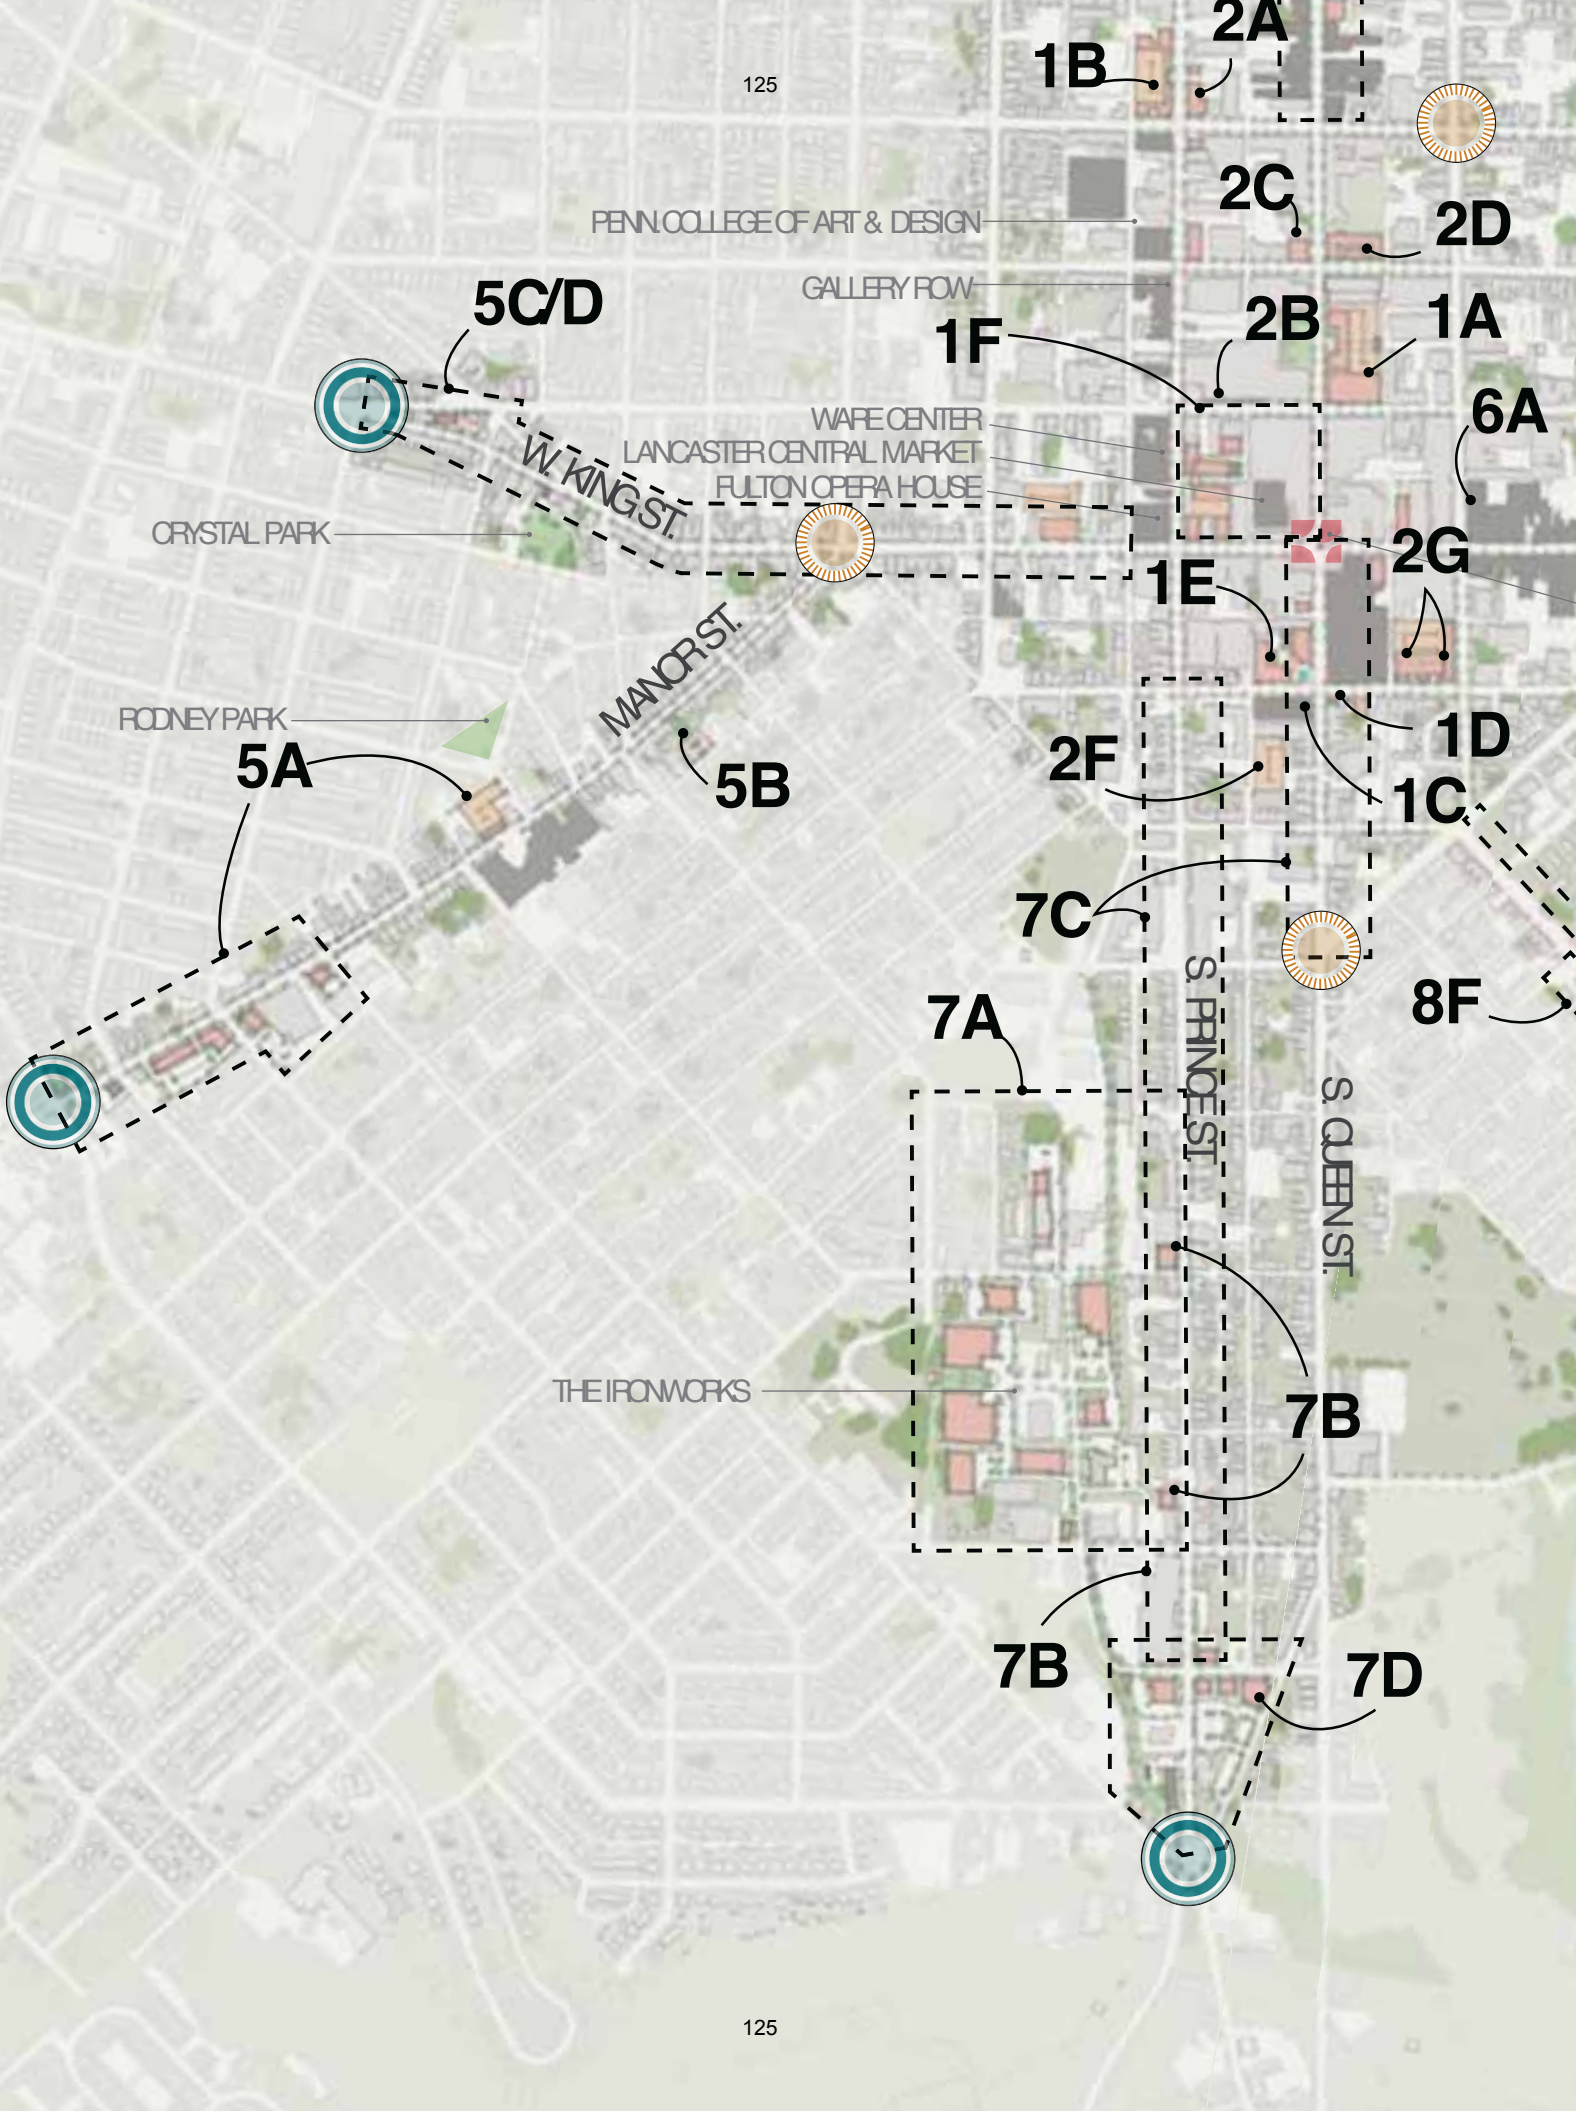 2A
1B
125
2C
PENN. COLLEGE OF ART & DESIGN
2D
GALLERY ROW
5C/D
2B
1A
1F
6A
WARE CENTER
LANCASTER CENTRAL MARKET
W. KING ST.
FULTON OPERA HOUSE
CRYSTAL PARK
2G
1E
MANOR ST.
RODNEY PARK
1D
5A
2F
5B
1C
7C
S. PRINCE ST.
8F
7A
S. QUEEN ST.
THE IRONWORKS
7B
7B
7D
125